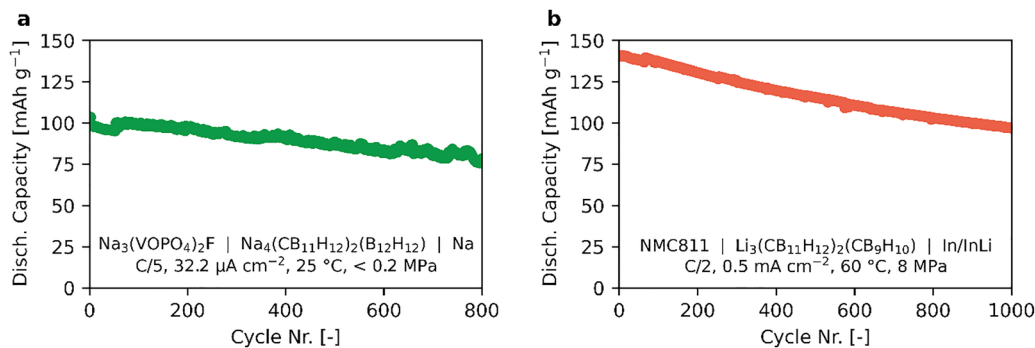 a
Disch. Capacity [mAh g⁻¹]
150
125
100
75
50
25
0
Na₃(VOPO₄)₂F | Na₄(CB₁₁H₁₂)₂(B₁₂H₁₂) | Na
C/5, 32.2 μA cm⁻², 25 °C, < 0.2 MPa
0 200 400 600 800
Cycle Nr. [-]
b
Disch. Capacity [mAh g⁻¹]
150
125
100
75
50
25
0
NMC811 | Li₃(CB₁₁H₁₂)₂(CB₉H₁₀) | In/InLi
C/2, 0.5 mA cm⁻², 60 °C, 8 MPa
0 200 400 600 800 1000
Cycle Nr. [-]